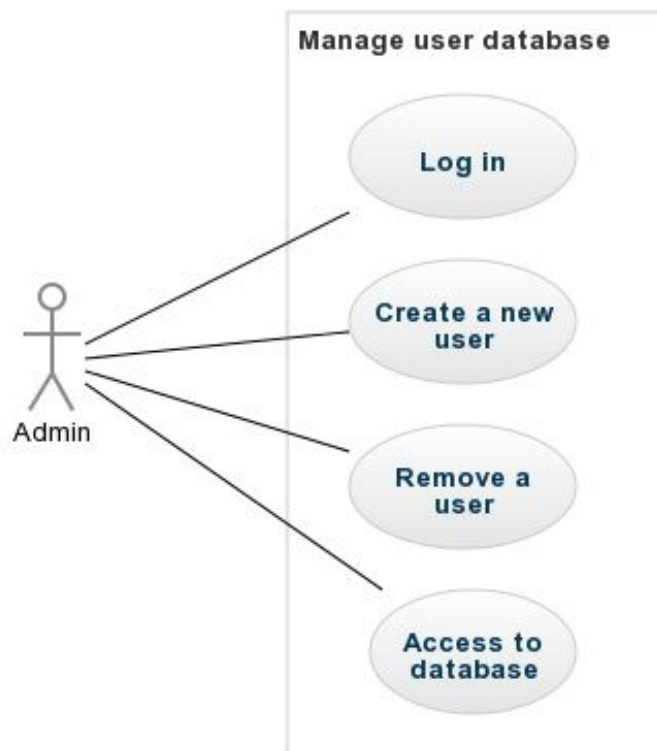 Manage user database
Log in
Create a new
user
Admin
Remove a
user
Access to
database